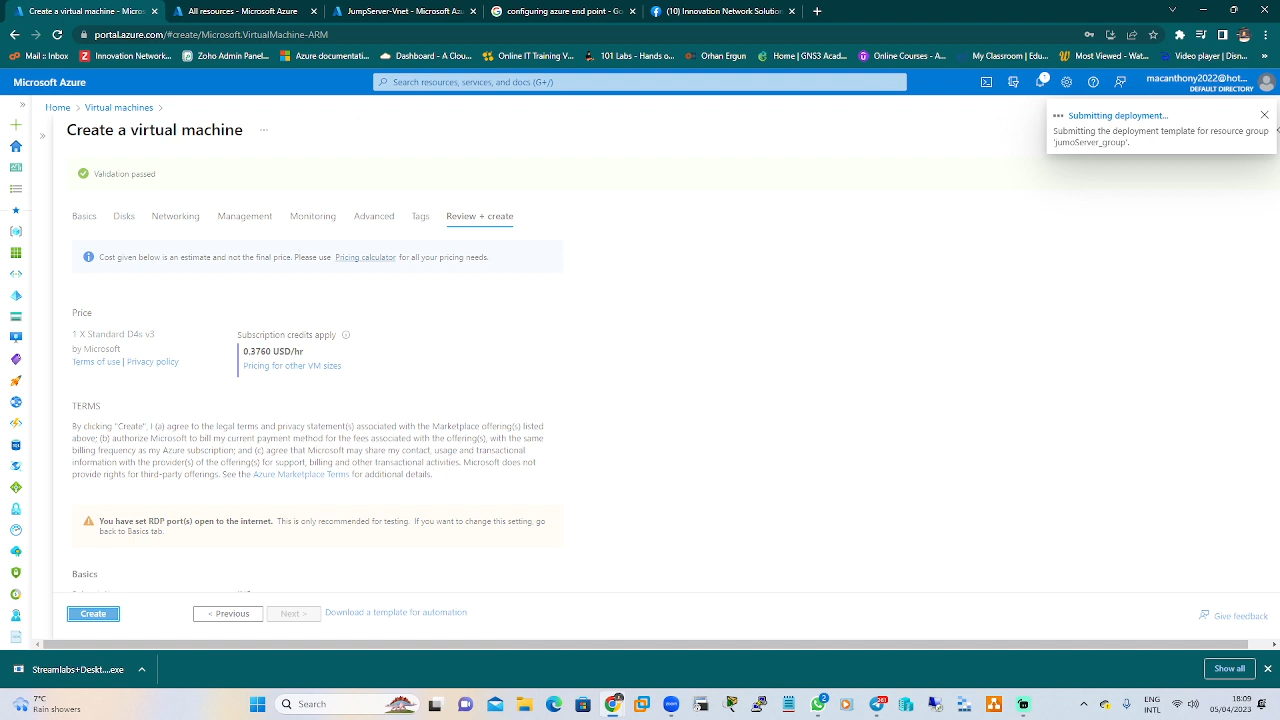 Innovation Networks
All resources - Microsoft Azure
JumoServerNet - Microsoft Azu
configuring azure end point - Go
(10) Innovation Network Solution
portal.azure.com/#create/Microsoft.VirtualMachine-ARM
Mail :: Inbox (
Innovation Network...
Zoho Admin Panel...
Azure documentati...
Dashboard - A Clou...
Online IT Training V...
101 Labs - Hands o...
Orion
Home | GNS3 Acade...
Online Courses - A...
My Classroom | Edu...
Most Viewed - Wat...
Video player | Disn...
Microsoft Azure
Search resources, services, and docs (G+/)
1
macanthony2022@hot...
DEFAULT DIRECTORY
Home > Virtual machines >
Create a virtual machine ...
Submitting deployment...
Submitting the deployment template for resource group
'jumoServer_group'.
Validation passed
Basics Disks Networking Management Monitoring Advanced Tags Review + create
Cost given below is an estimate and not the final price. Please use Pricing calculator for all your pricing needs.
Price
1 X Standard D4s v3
by Microsoft
Terms of use | Privacy policy
Subscription credits apply
0.3760 USD/hr
Pricing for other VM sizes
TERMS
By clicking "Create", I (a) agree to the legal terms and privacy statement(s) associated with the Marketplace offering(s) listed
above; (b) authorize Microsoft to bill my current payment method for the fees associated with the offering(s), with the same
billing frequency as my Azure subscription; and (c) agree that Microsoft may share my contact, usage and transactional
information with the provider(s) of the offering(s) for support, billing and other transactional activities. Microsoft does not
provide rights for third-party offerings. See the Azure Marketplace Terms for additional details.
You have set RDP port(s) open to the internet. This is only recommended for testing. If you want to change this setting, go
back to Basics tab.
Basics
Create
< Previous
Next >
Download a template for automation
Give feedback
Streamlabs+Deskt....exe
Show all
7°C
Rain showers
Search
zoom
2
ENG
INTL
18:09
05/04/2023